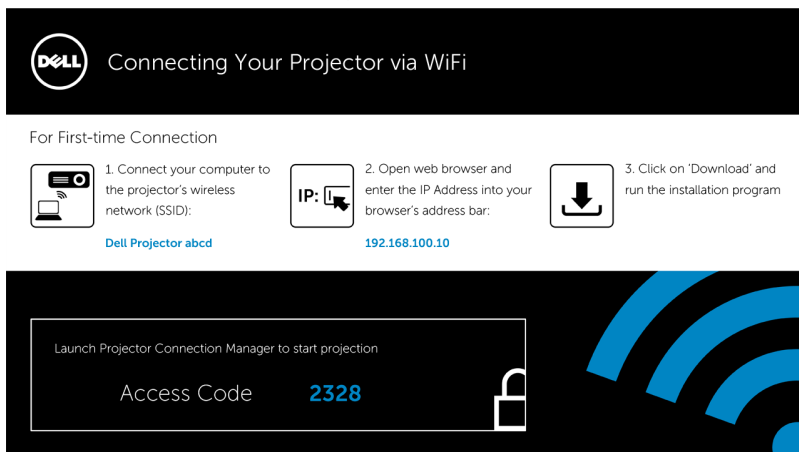 DELL
Connecting Your Projector via WiFi
For First-time Connection
1. Connect your computer to
the projector's wireless
network (SSID):
Dell Projector abcd
IP:
2. Open web browser and
enter the IP Address into your
browser's address bar:
192.168.100.10
3. Click on 'Download' and
run the installation program
Launch Projector Connection Manager to start projection
Access Code 2328